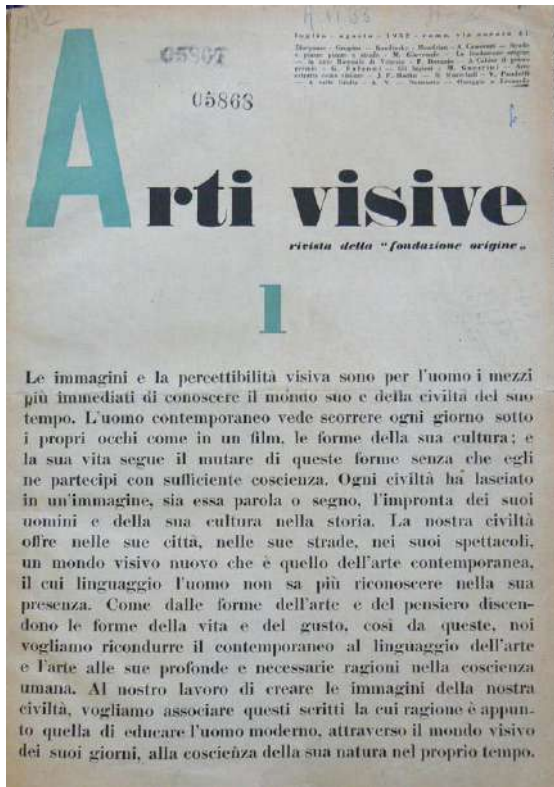 luglio - agosto - 1952 - roma, via aurora 41
05867
05863
Arti visive
rivista della "fondazione origine„
1
Le immagini e la percettibilità visiva sono per l'uomo i mezzi
più immediati di conoscere il mondo suo e della civiltà del suo
tempo. L'uomo contemporaneo vede scorrere ogni giorno sotto
i propri occhi come in un film, le forme della sua cultura; e
la sua vita segue il mutare di queste forme senza che egli
ne partecipi con sufficiente coscienza. Ogni civiltà ha lasciato
in un'immagine, sia essa parola o segno, l'impronta dei suoi
uomini e della sua cultura nella storia. La nostra civiltà
offre nelle sue città, nelle sue strade, nei suoi spettacoli,
un mondo visivo nuovo che è quello dell'arte contemporanea,
il cui linguaggio l'uomo non sa più riconoscere nella sua
presenza. Come dalle forme dell'arte e del pensiero discen-
dono le forme della vita e del gusto, così da queste, noi
vogliamo ricondurre il contemporaneo al linguaggio dell'arte
e l'arte alle sue profonde e necessarie ragioni nella coscienza
umana. Al nostro lavoro di creare le immagini della nostra
civiltà, vogliamo associare questi scritti la cui ragione è appun-
to quella di educare l'uomo moderno, attraverso il mondo visivo
dei suoi giorni, alla coscienza della sua natura nel proprio tempo.